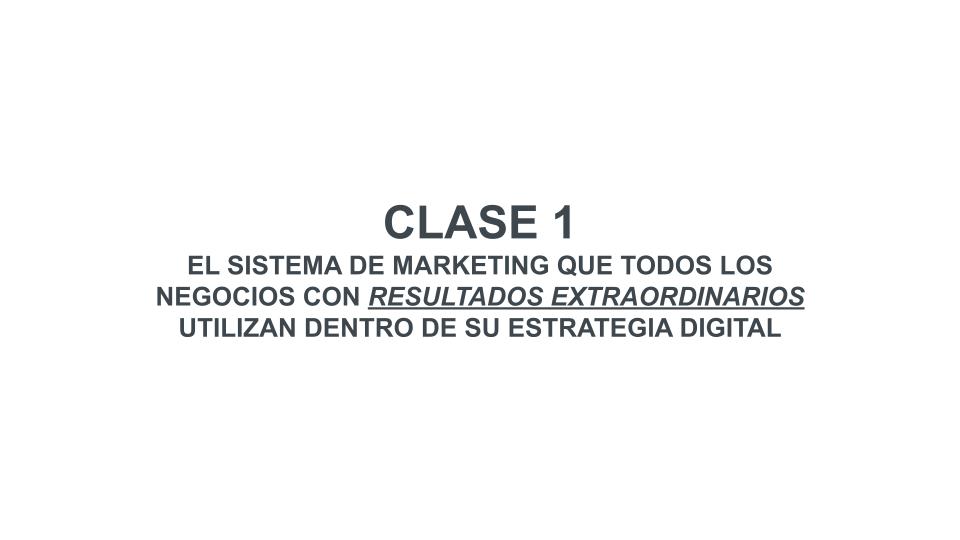 CLASE 1
EL SISTEMA DE MARKETING QUE TODOS LOS
NEGOCIOS CON RESULTADOS EXTRAORDINARIOS
UTILIZAN DENTRO DE SU ESTRATEGIA DIGITAL